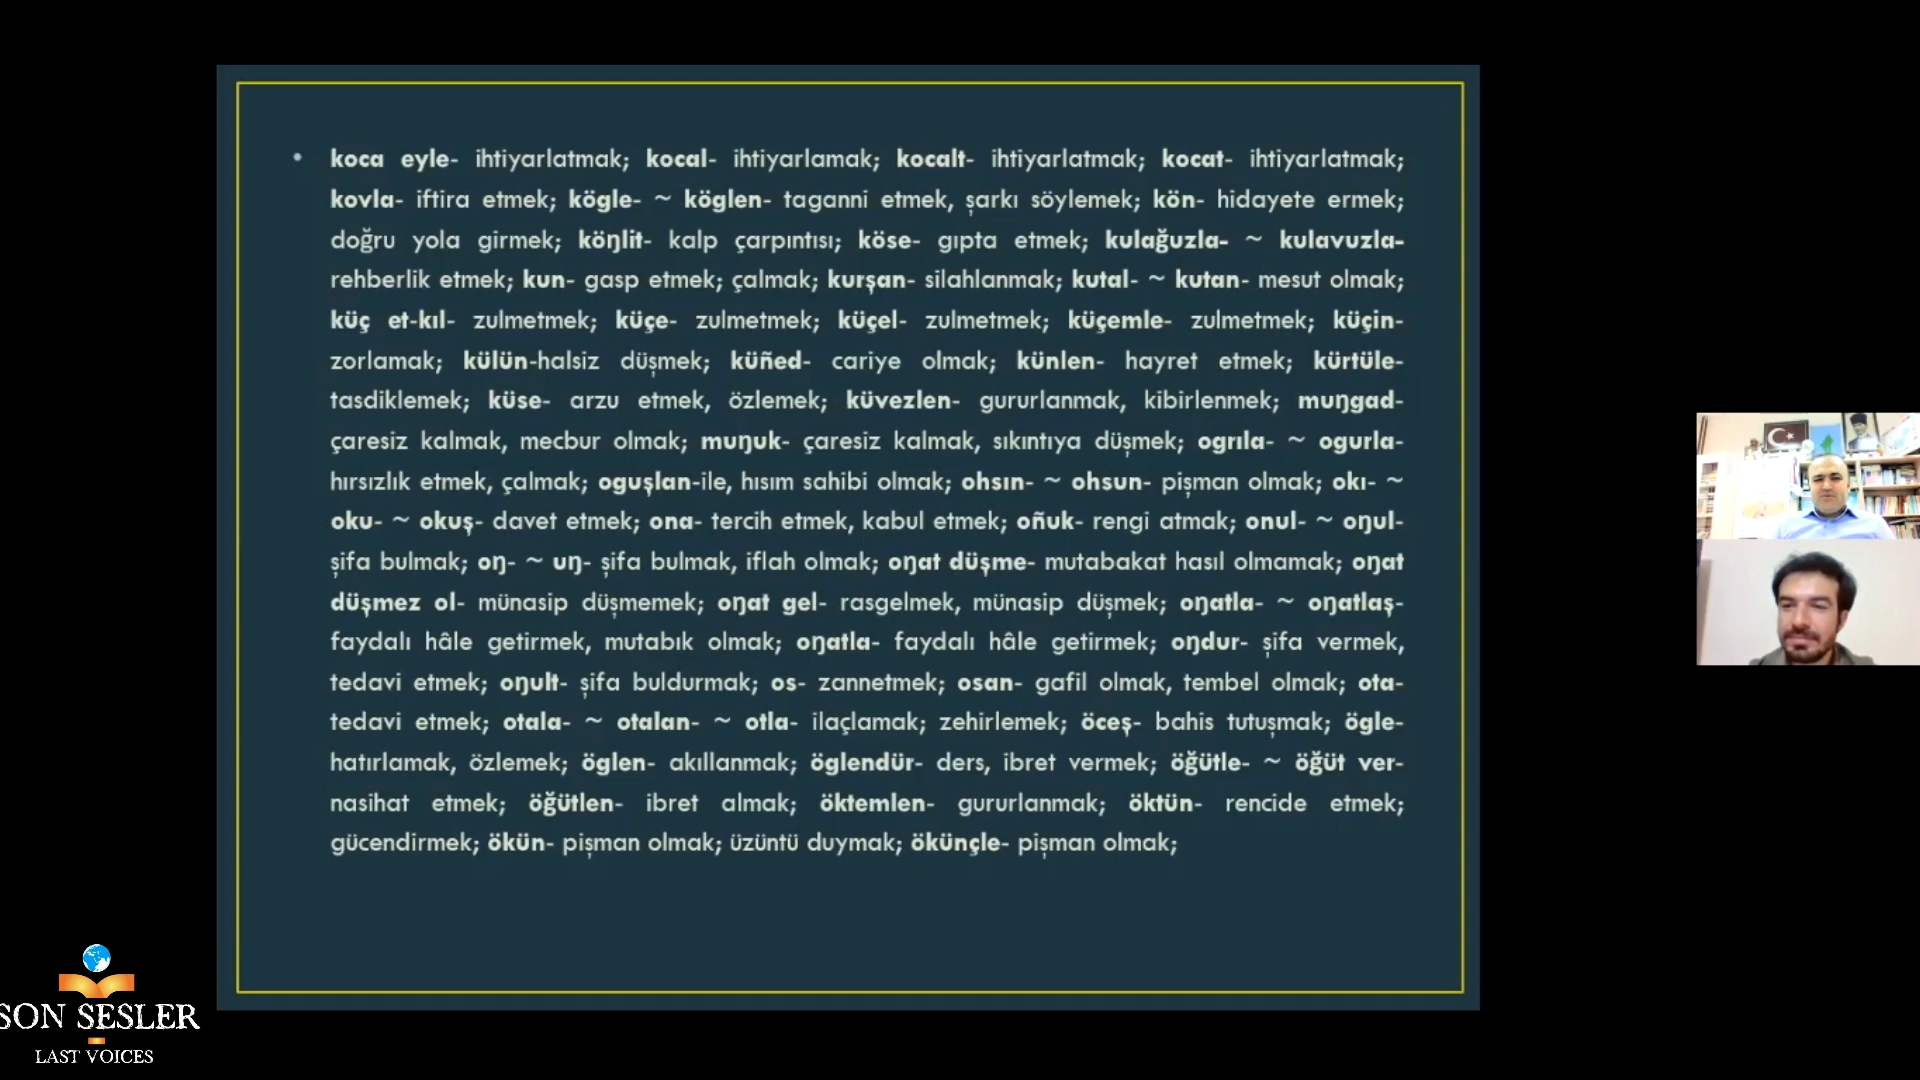 • koca eyle- ihtiyarlatmak; kocal- ihtiyarlamak; kocalt- ihtiyarlatmak; kocat- ihtiyarlatmak;
kovla- iftira etmek; kögle- ~ köglen- taganni etmek, şarkı söylemek; kön- hidayete ermek;
doğru yola girmek; köŋlit- kalp çarpıntısı; köse- gıpta etmek; kulağuzla- ~ kulavuzla-
rehberlik etmek; kun- gasp etmek; çalmak; kurşan- silahlanmak; kutal- ~ kutan- mesut olmak;
küç et-kıl- zulmetmek; küçe- zulmetmek; küçel- zulmetmek; küçemle- zulmetmek; küçin-
zorlamak; külün-halsiz düşmek; küñed- cariye olmak; künlen- hayret etmek; kürtüle-
tasdiklemek; küse- arzu etmek, özlemek; küvezlen- gururlanmak, kibirlenmek; muŋgad-
çaresiz kalmak, mecbur olmak; muŋuk- çaresiz kalmak, sıkıntıya düşmek; ogrıla- ~ ogurla-
hırsızlık etmek, çalmak; oguşlan-ile, hısım sahibi olmak; ohsın- ~ ohsun- pişman olmak; okı- ~
oku- ~ okuş- davet etmek; ona- tercih etmek, kabul etmek; oñuk- rengi atmak; onul- ~ oŋul-
şifa bulmak; oŋ- ~ uŋ- şifa bulmak, iflah olmak; oŋat düşme- mutabakat hasıl olmamak; oŋat
düşmez ol- münasip düşmemek; oŋat gel- rasgelmek, münasip düşmek; oŋatla- ~ oŋatlaş-
faydalı hâle getirmek, mutabık olmak; oŋatla- faydalı hâle getirmek; oŋdur- şifa vermek,
tedavi etmek; oŋult- şifa buldurmak; os- zannetmek; osan- gafil olmak, tembel olmak; ota-
tedavi etmek; otala- ~ otalan- ~ otla- ilaçlamak; zehirlemek; öceş- bahis tutuşmak; ögle-
hatırlamak, özlemek; öglen- akıllanmak; öglendür- ders, ibret vermek; öğütle- ~ öğüt ver-
nasihat etmek; öğütlen- ibret almak; öktemlen- gururlanmak; öktün- rencide etmek;
gücendirmek; ökün- pişman olmak; üzüntü duymak; ökünçle- pişman olmak;
SON SESLER
LAST VOICES